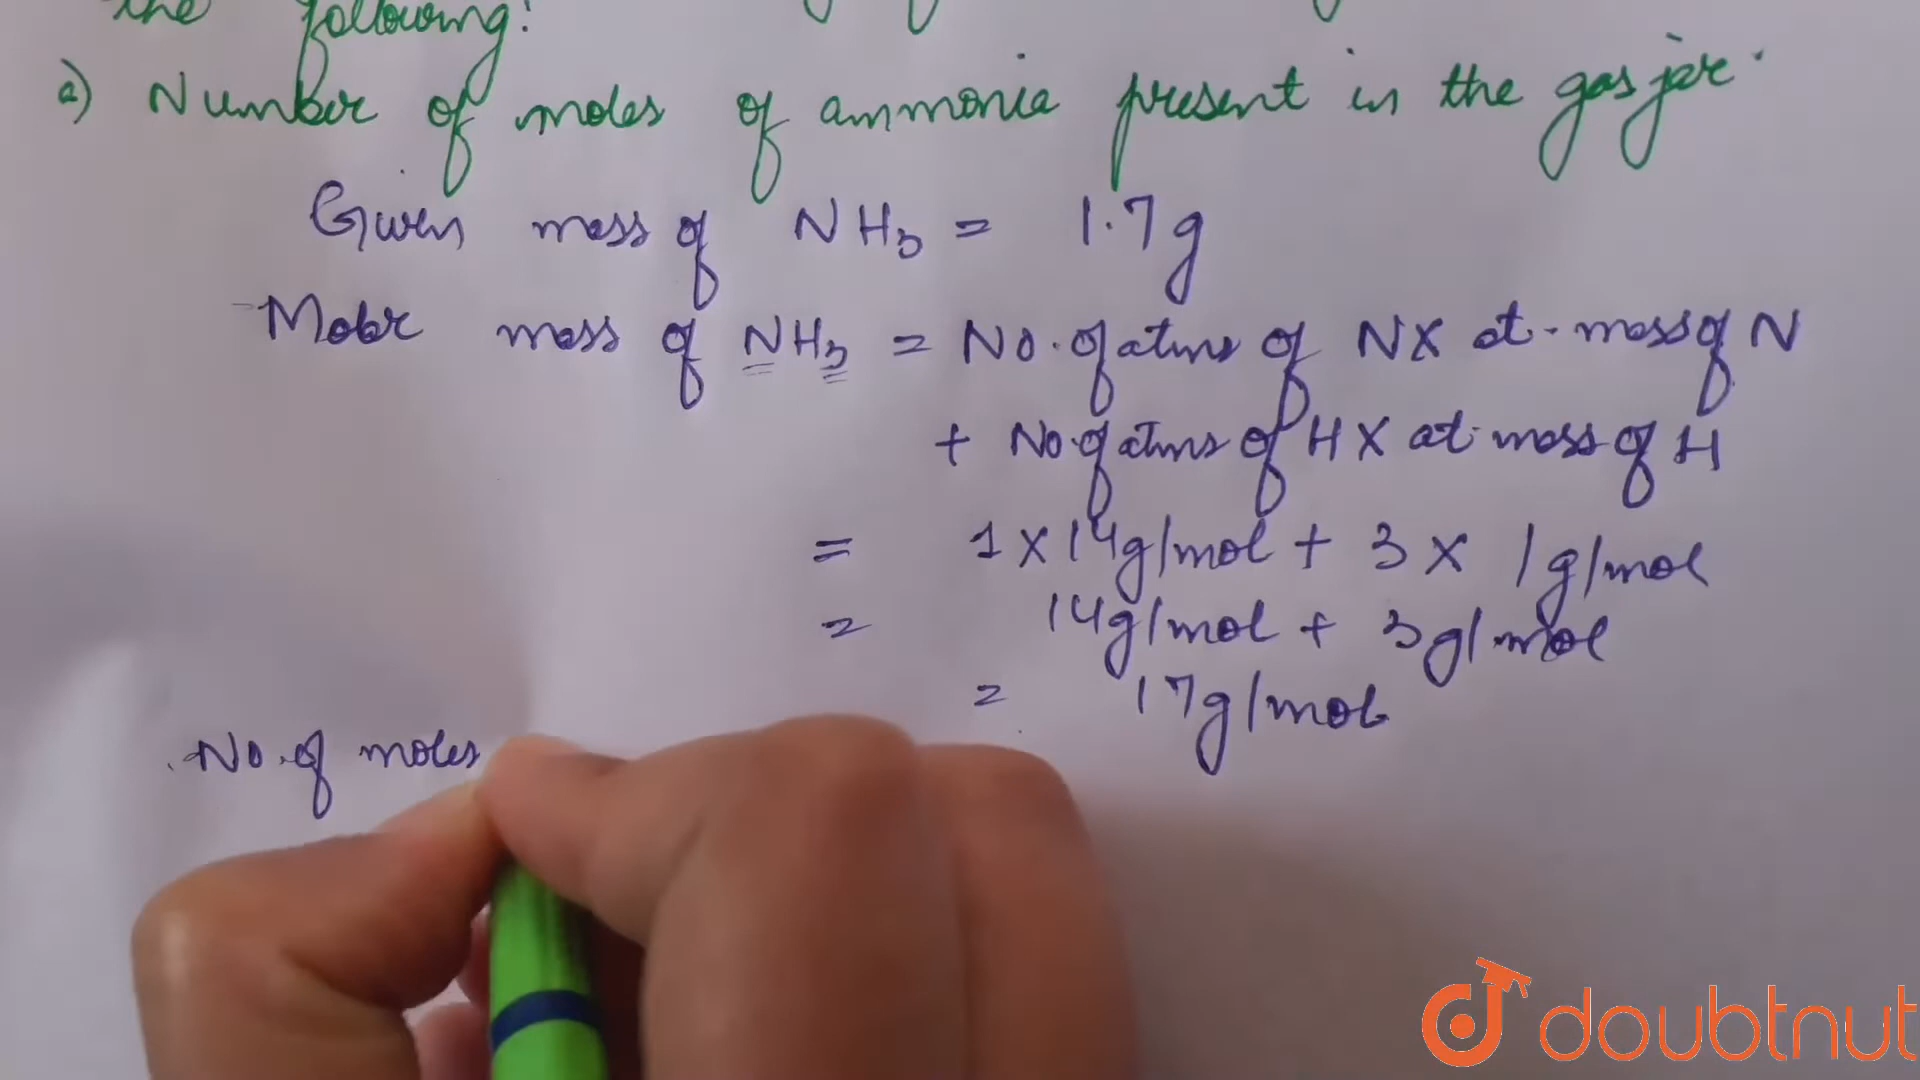 the following:
a) Number of moles of ammonia present in the gas jar.
Given mass of NH3 = 1.7g
Molar mass of NH3 = No. of atms of N X at. mass of N
+ No. of atms of H X at. mass of H
= 1 X 14g/mol + 3 X 1g/mol
= 14g/mol + 3g/mol
= 17g/mol
No. of moles
doubtnut